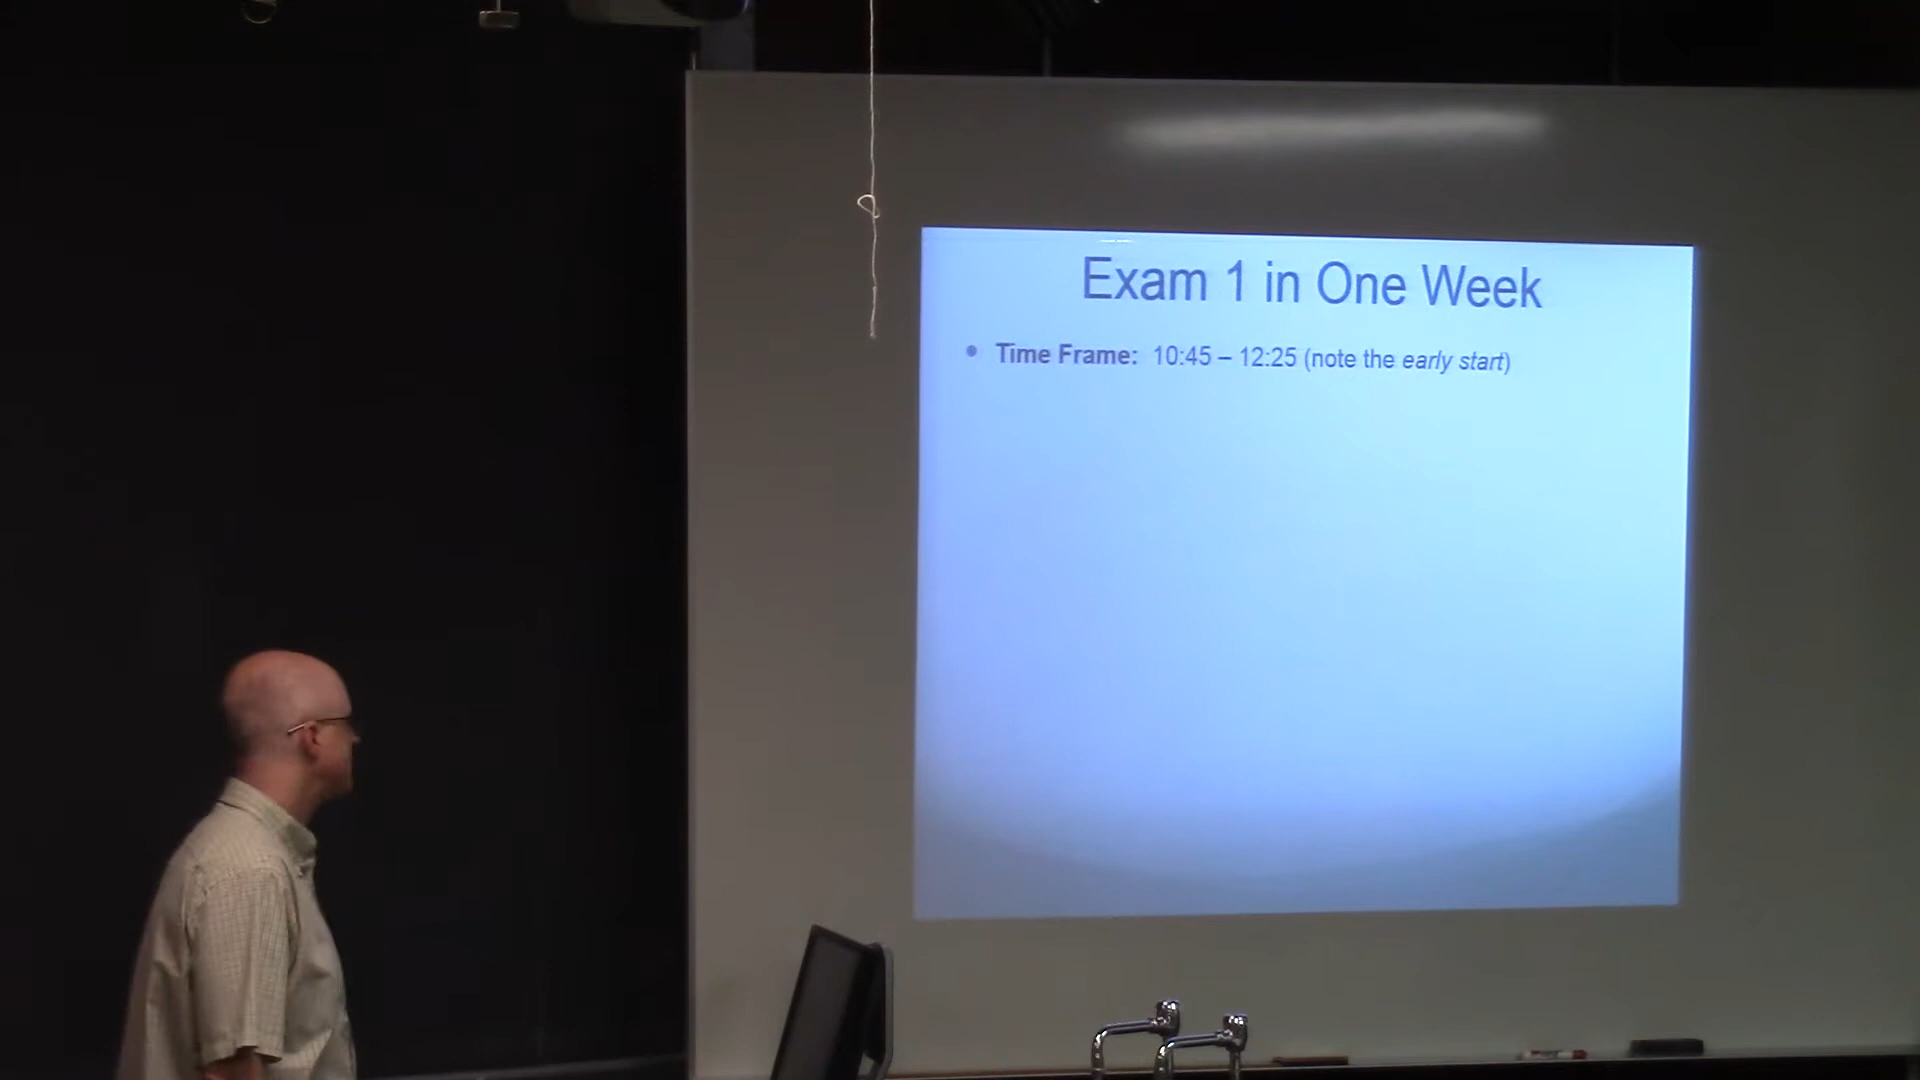 Exam 1 in One Week
• Time Frame: 10:45 – 12:25 (note the early start)